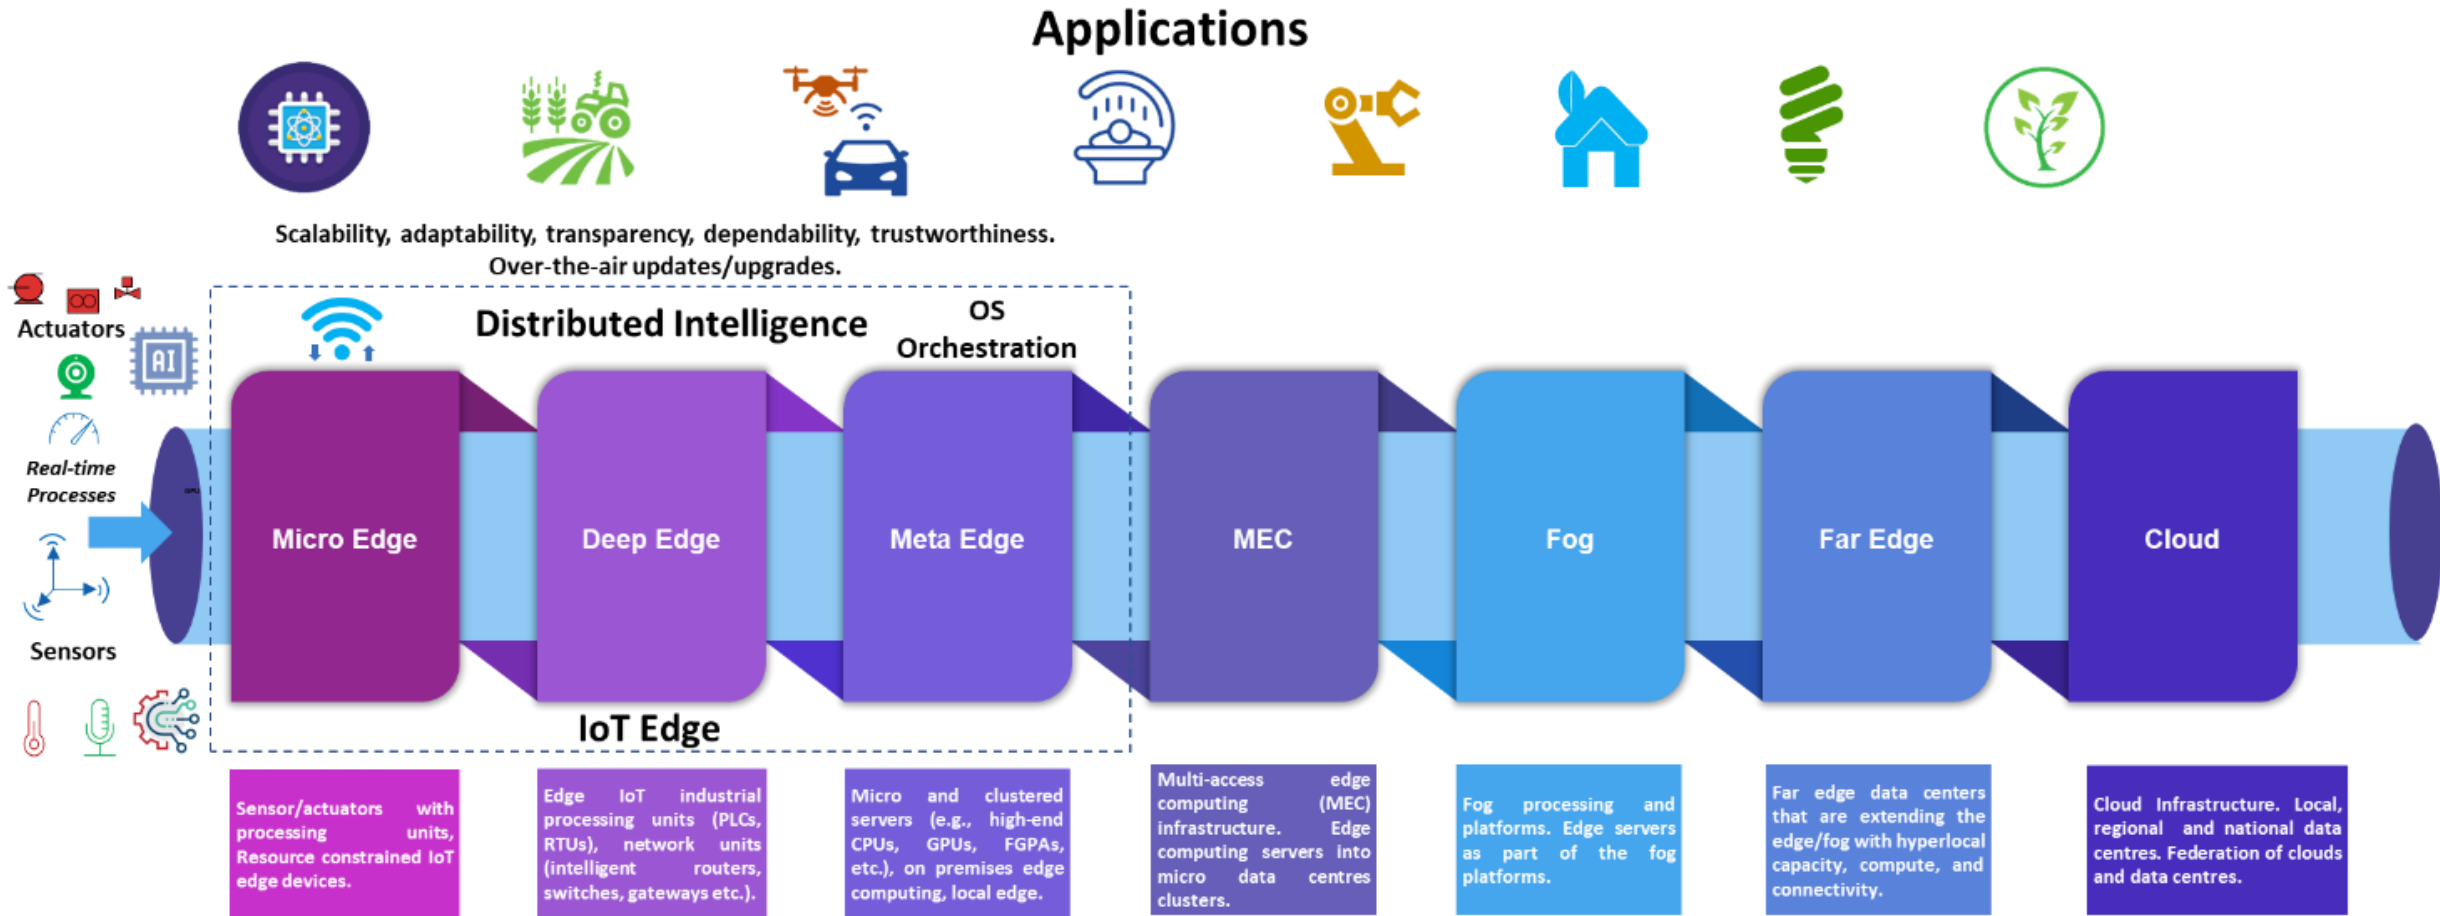 Applications
Scalability, adaptability, transparency, dependability, trustworthiness.
Over-the-air updates/upgrades.
Actuators
AI
Real-time
Processes
Sensors
Distributed Intelligence
OS
Orchestration
Micro Edge
Deep Edge
Meta Edge
MEC
Fog
Far Edge
Cloud
IoT Edge
Sensor/actuators with
processing units,
Resource constrained IoT
edge devices.
Edge IoT industrial
processing units (PLCs,
RTUs), network units
(intelligent routers,
switches, gateways etc.).
Micro and clustered
servers (e.g., high-end
CPUs, GPUs, FGPAs,
etc.), on premises edge
computing, local edge.
Multi-access edge
computing (MEC)
infrastructure. Edge
computing servers into
micro data centres
clusters.
Fog processing and
platforms. Edge servers
as part of the fog
platforms.
Far edge data centers
that are extending the
edge/fog with hyperlocal
capacity, compute, and
connectivity.
Cloud Infrastructure. Local,
regional and national data
centres. Federation of clouds
and data centres.